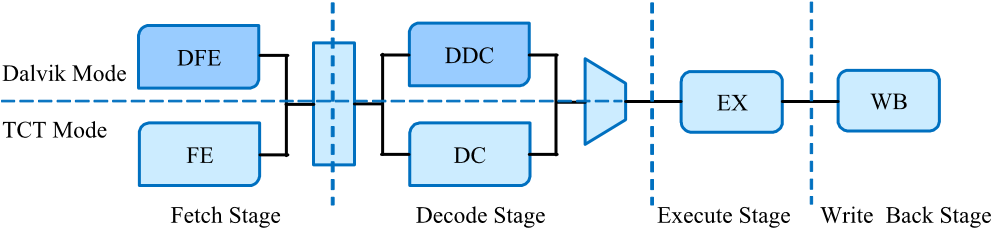 DFE
DDC
Dalvik Mode
EX
WB
TCT Mode
FE
DC
Fetch Stage
Decode Stage
Execute Stage
Write Back Stage